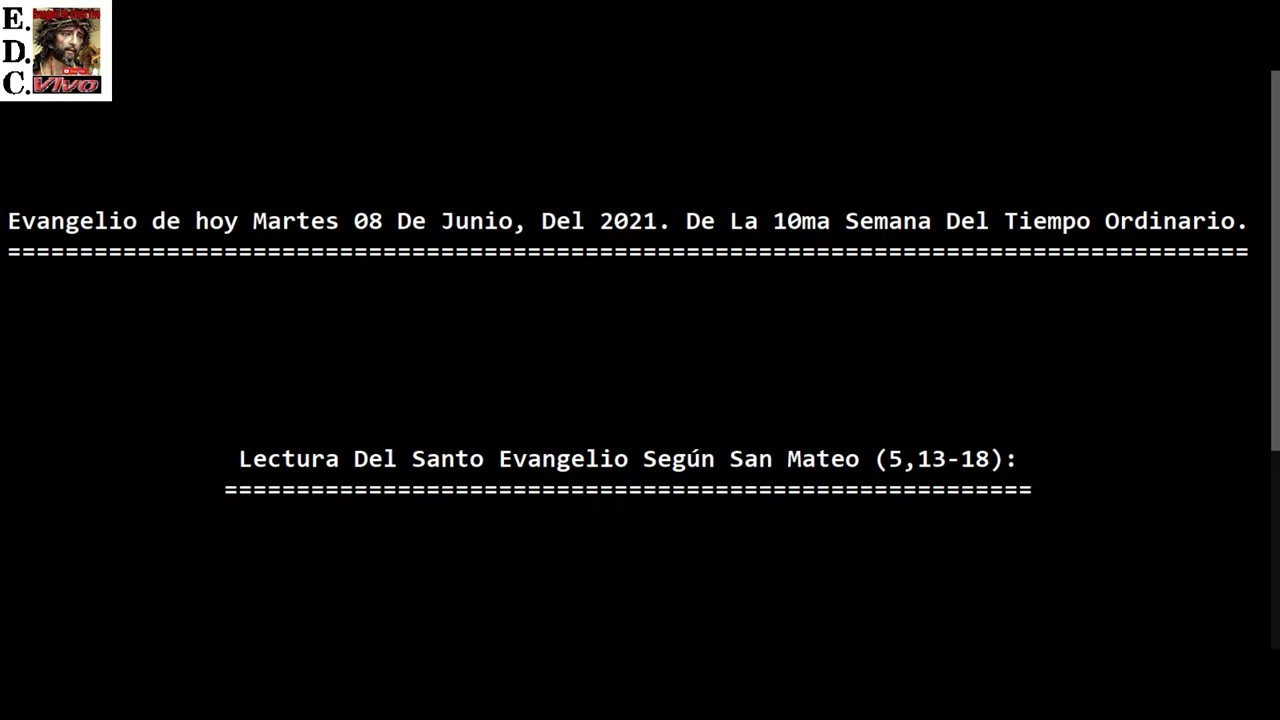 E.
D.
C.
Vivo
Evangelio de hoy Martes 08 De Junio, Del 2021. De La 10ma Semana Del Tiempo Ordinario.
======================================================================================
Lectura Del Santo Evangelio Según San Mateo (5,13-18):
========================================================